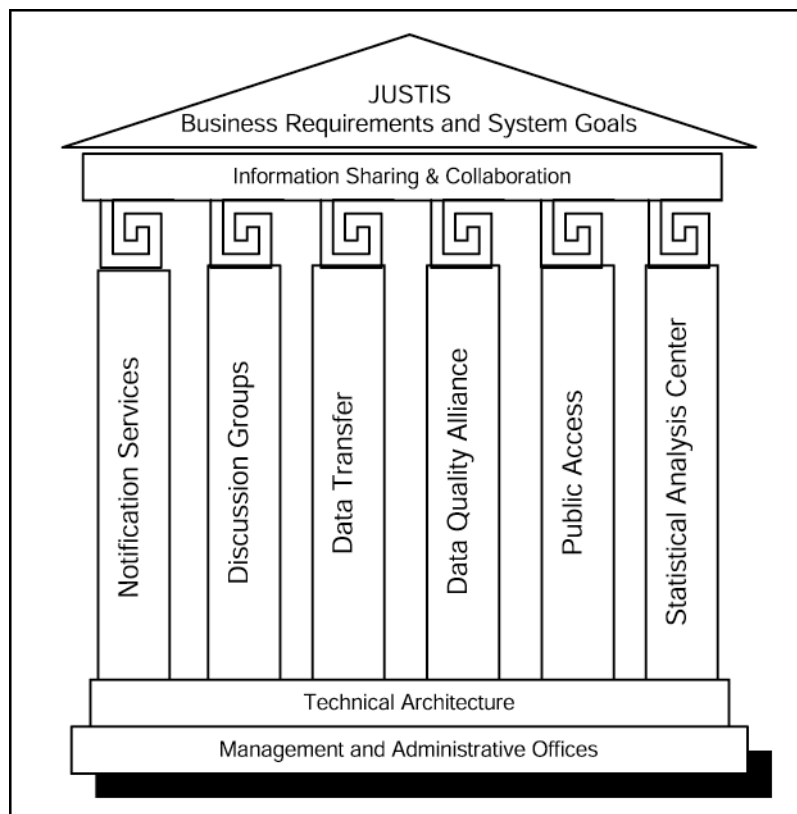 JUSTIS
Business Requirements and System Goals
Information Sharing & Collaboration
Notification Services
Discussion Groups
Data Transfer
Data Quality Alliance
Public Access
Statistical Analysis Center
Technical Architecture
Management and Administrative Offices